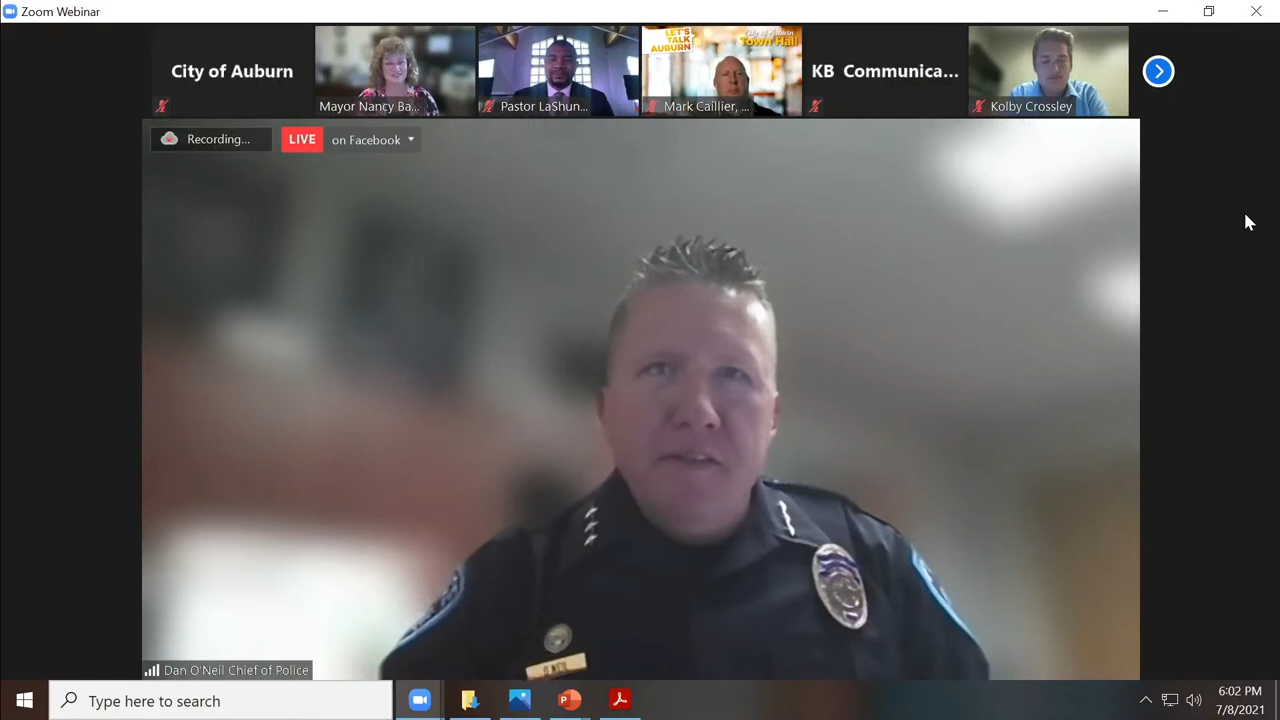 Zoom Webinar
City of Auburn
Mayor Nancy Ba...
LET'S
TALK
AUBURN
Town Hall
Pastor LaShun...
Mark Caillier, ...
KB Communica...
Kolby Crossley
Recording...
LIVE on Facebook
O'NEIL
Dan O'Neil Chief of Police
Type here to search
6:02 PM
7/8/2021